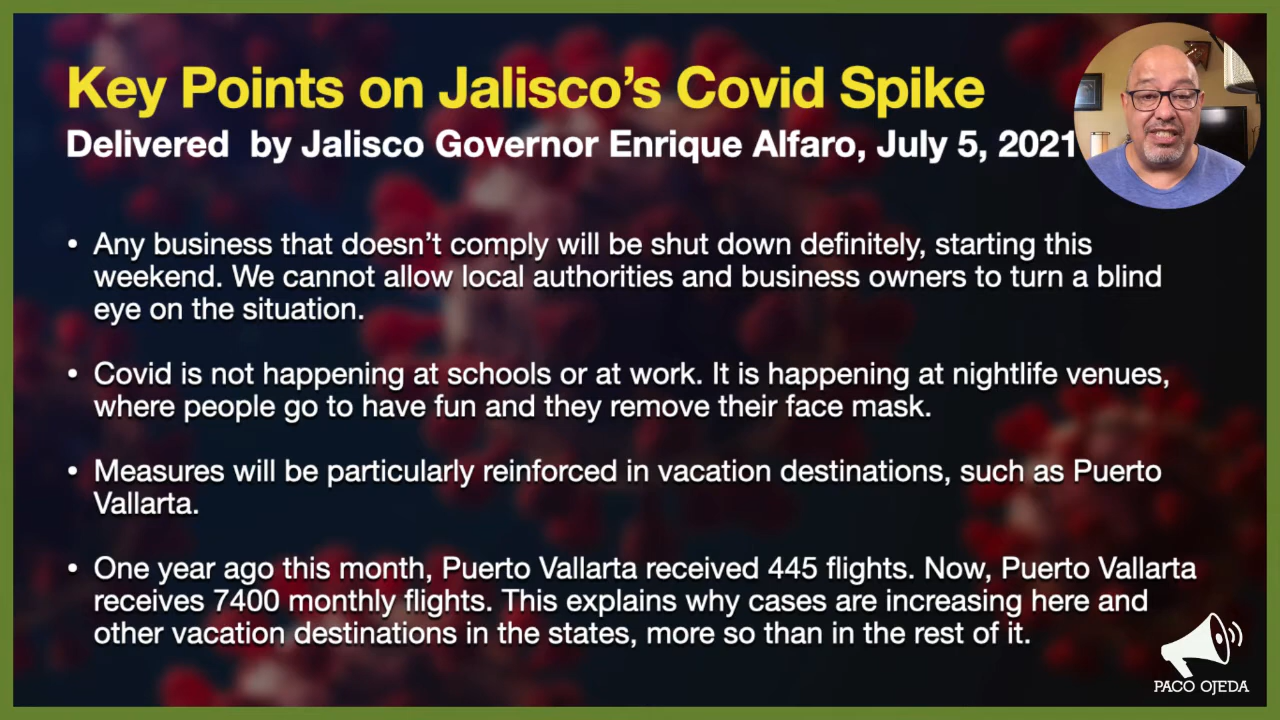 Key Points on Jalisco's Covid Spike
Delivered by Jalisco Governor Enrique Alfaro, July 5, 2021
• Any business that doesn't comply will be shut down definitely, starting this
weekend. We cannot allow local authorities and business owners to turn a blind
eye on the situation.
• Covid is not happening at schools or at work. It is happening at nightlife venues,
where people go to have fun and they remove their face mask.
• Measures will be particularly reinforced in vacation destinations, such as Puerto
Vallarta.
• One year ago this month, Puerto Vallarta received 445 flights. Now, Puerto Vallarta
receives 7400 monthly flights. This explains why cases are increasing here and
other vacation destinations in the states, more so than in the rest of it.
PACO OJEDA